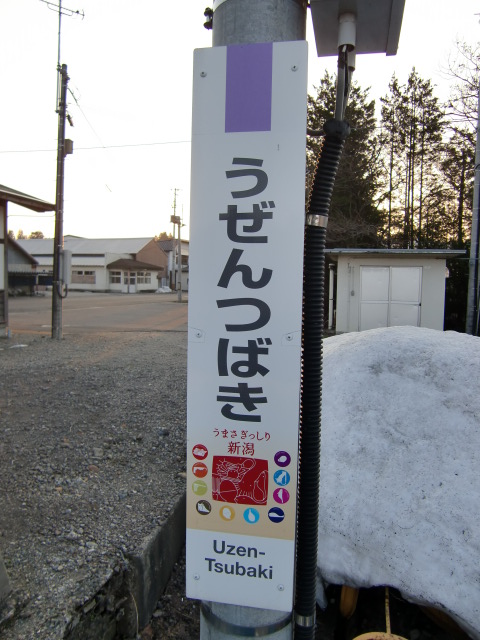 うぜんつばき
うまさぎっしり
新潟
Uzen-
Tsubaki